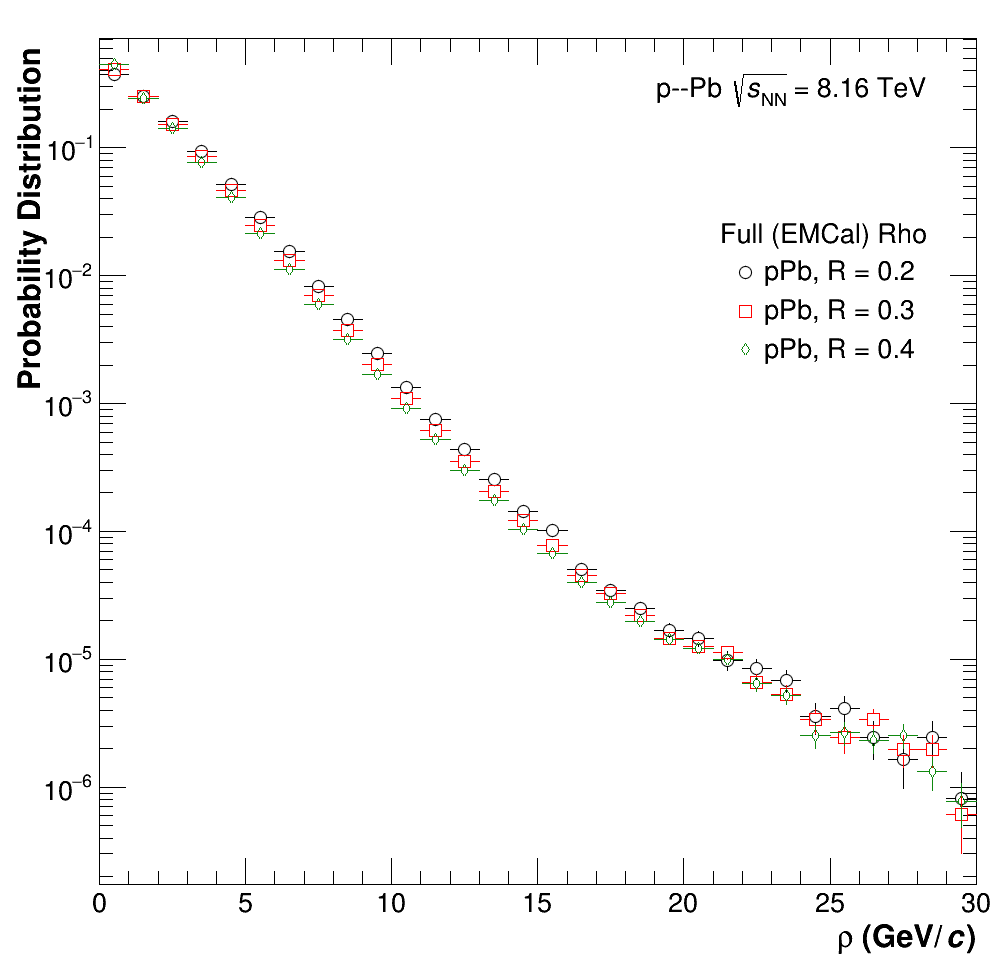 p--Pb √sNN = 8.16 TeV
Full (EMCal) Rho
pPb, R = 0.2
pPb, R = 0.3
pPb, R = 0.4
Probability Distribution
10⁻¹
10⁻²
10⁻³
10⁻⁴
10⁻⁵
10⁻⁶
0 5 10 15 20 25 30
ρ (GeV/c)